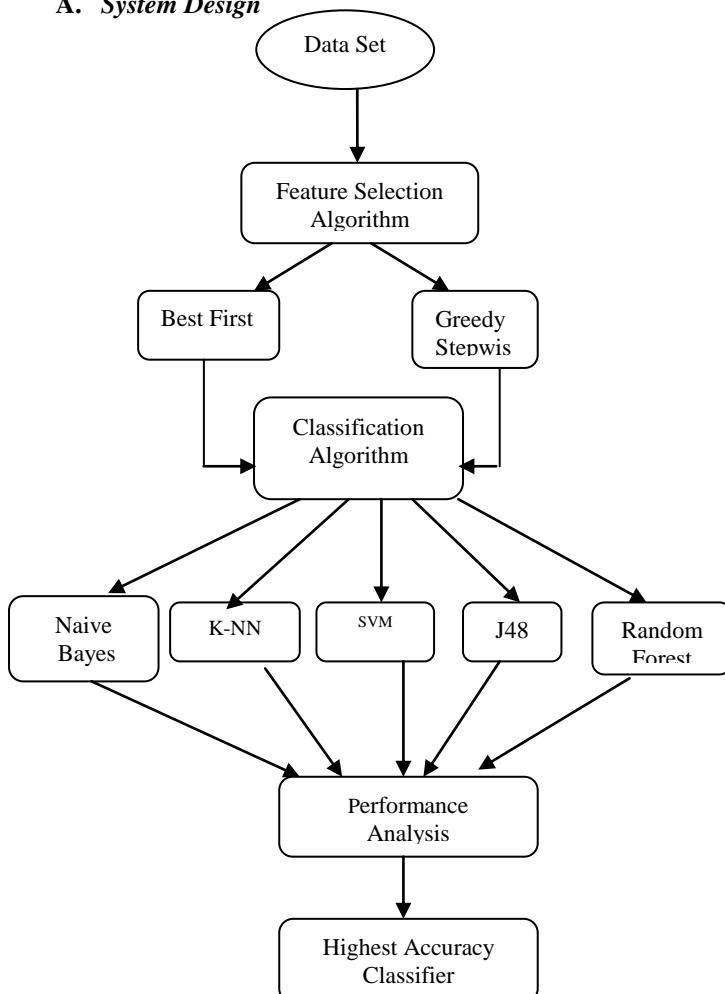 A. System Design
Data Set
Feature Selection
Algorithm
Best First
Greedy
Stepwis
Classification
Algorithm
Naive
Bayes
K-NN
SVM
J48
Random
Forest
Performance
Analysis
Highest Accuracy
Classifier